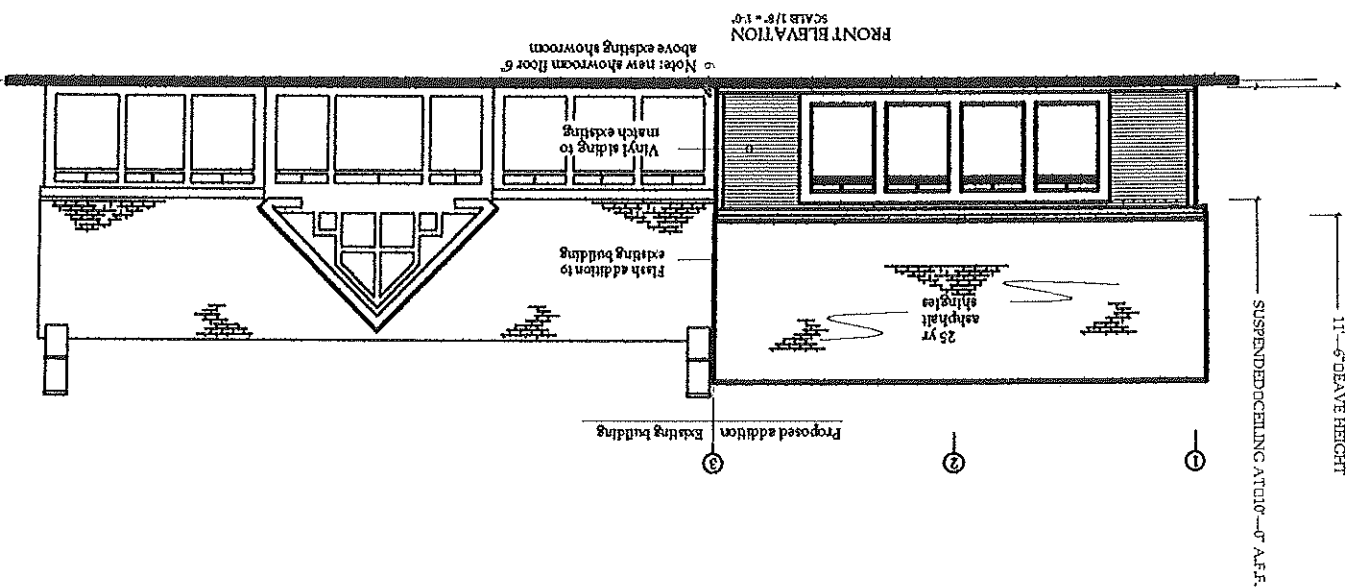 1
2
3
Proposed addition
Existing building
11'-6"□EAVE HEIGHT
SUSPENDED□CEILING AT□10'-0" A.F.F.
25 yr
ashphalt
shingles
Flash addition to
existing building
Vinyl siding to
match existing
Note: new showroom floor 6"
above existing showroom
FRONT ELEVATION
SCALE 1/8" = 1'-0"